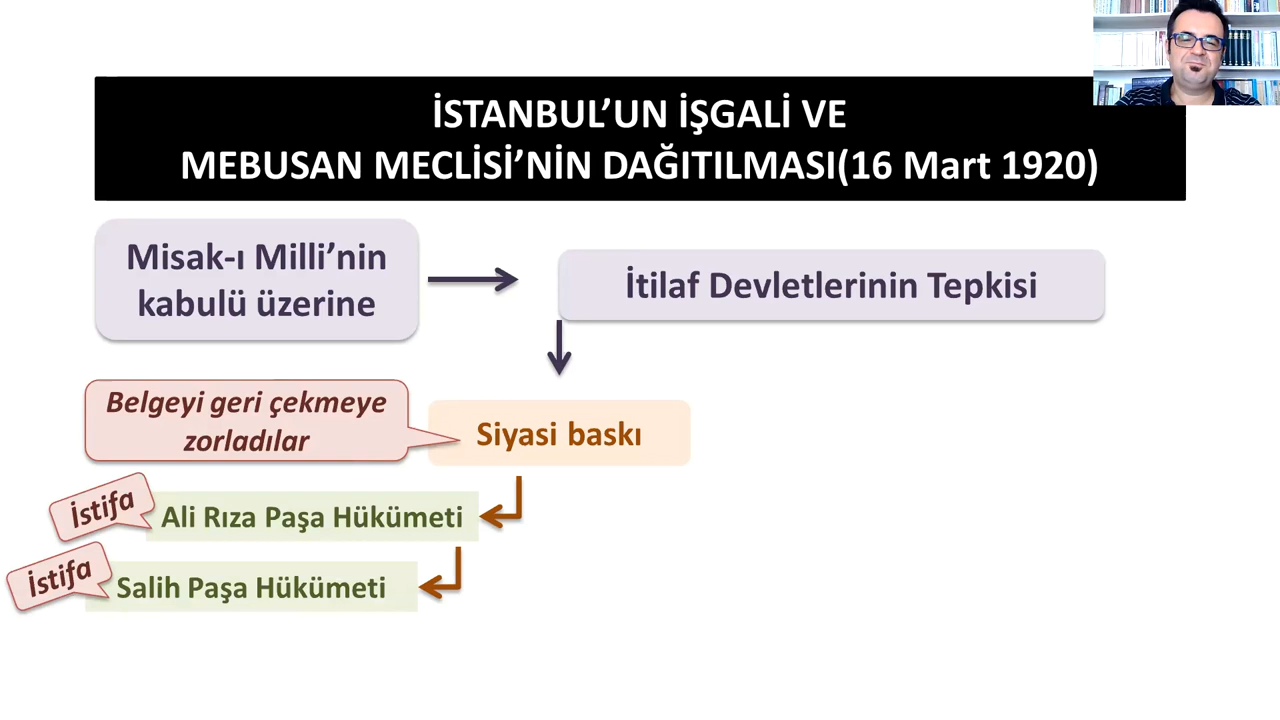 İSTANBUL’UN İŞGALİ VE
MEBUSAN MECLİSİ’NİN DAĞITILMASI(16 Mart 1920)
Misak-ı Milli’nin
kabulü üzerine
İtilaf Devletlerinin Tepkisi
Belgeyi geri çekmeye
zorladılar
Siyasi baskı
İstifa
Ali Rıza Paşa Hükümeti
İstifa
Salih Paşa Hükümeti